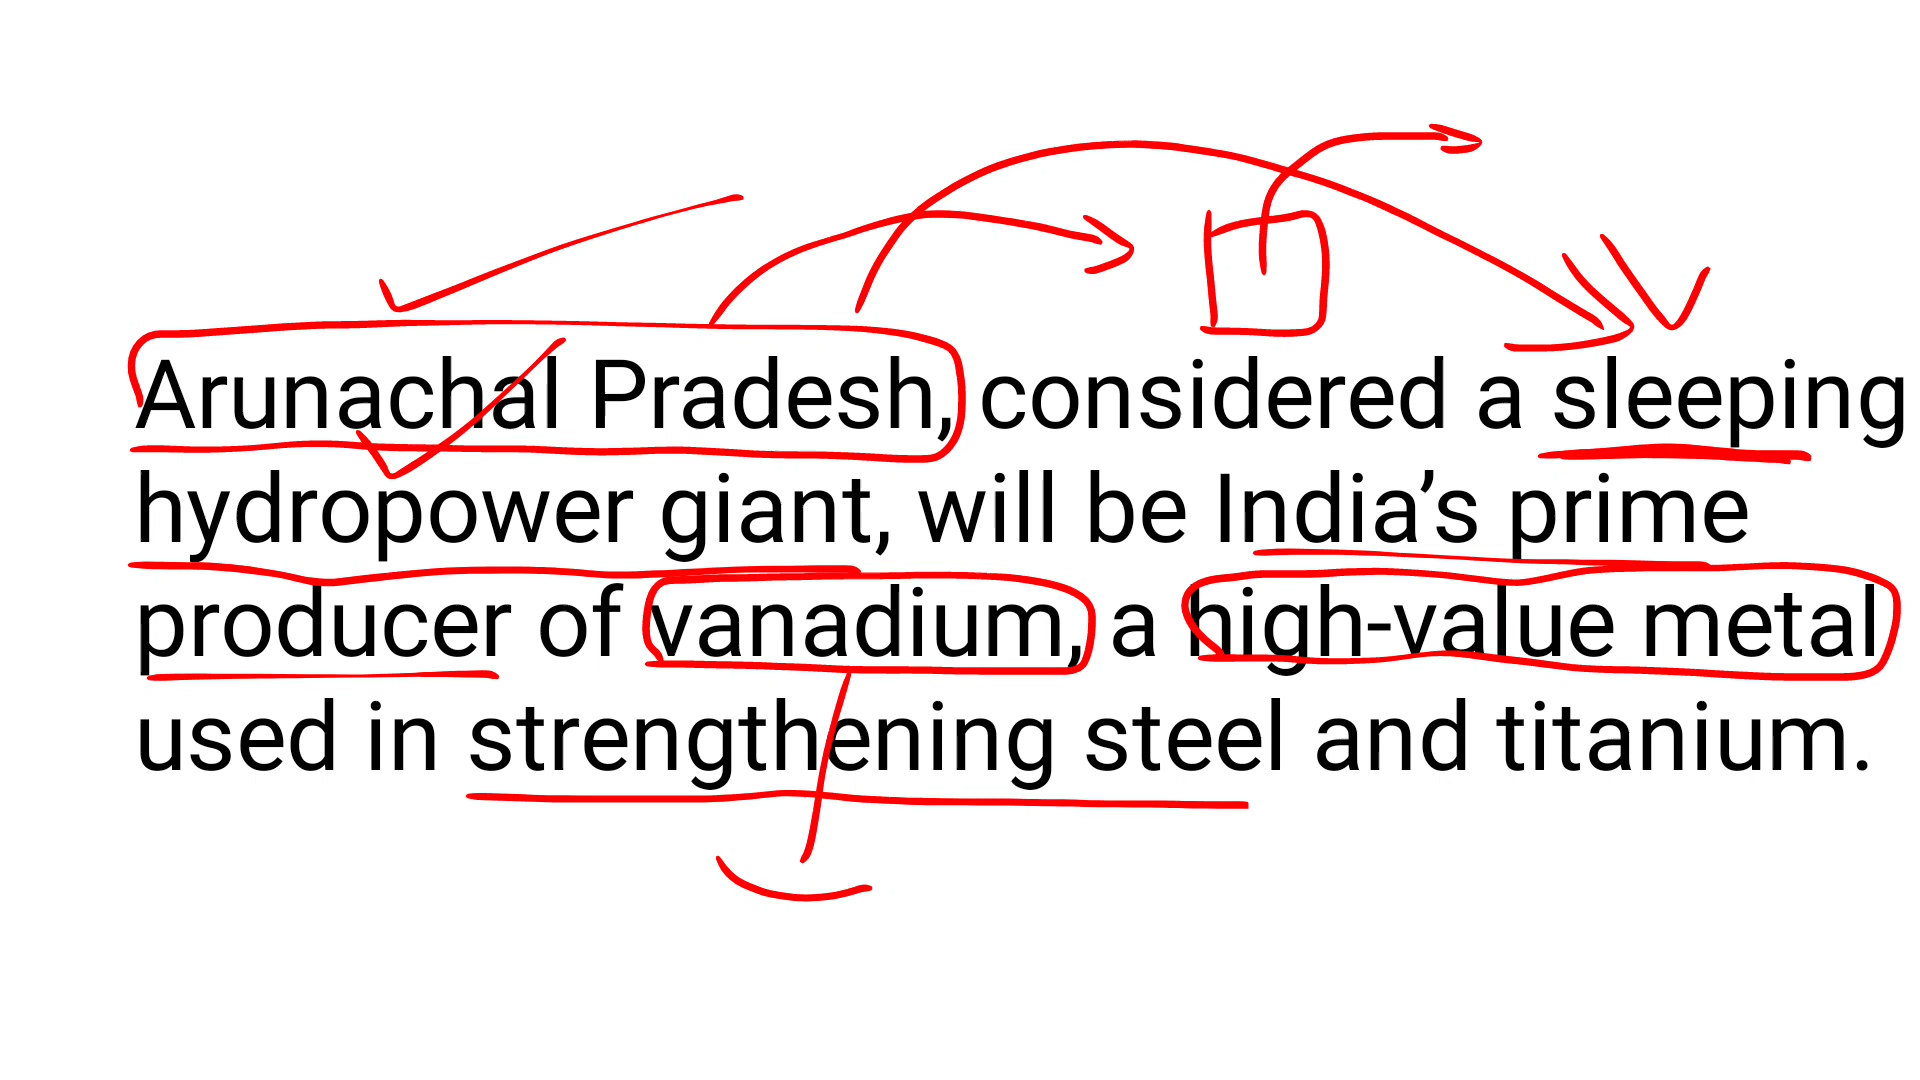 Arunachal Pradesh, considered a sleeping
hydropower giant, will be India’s prime
producer of vanadium, a high-value metal
used in strengthening steel and titanium.